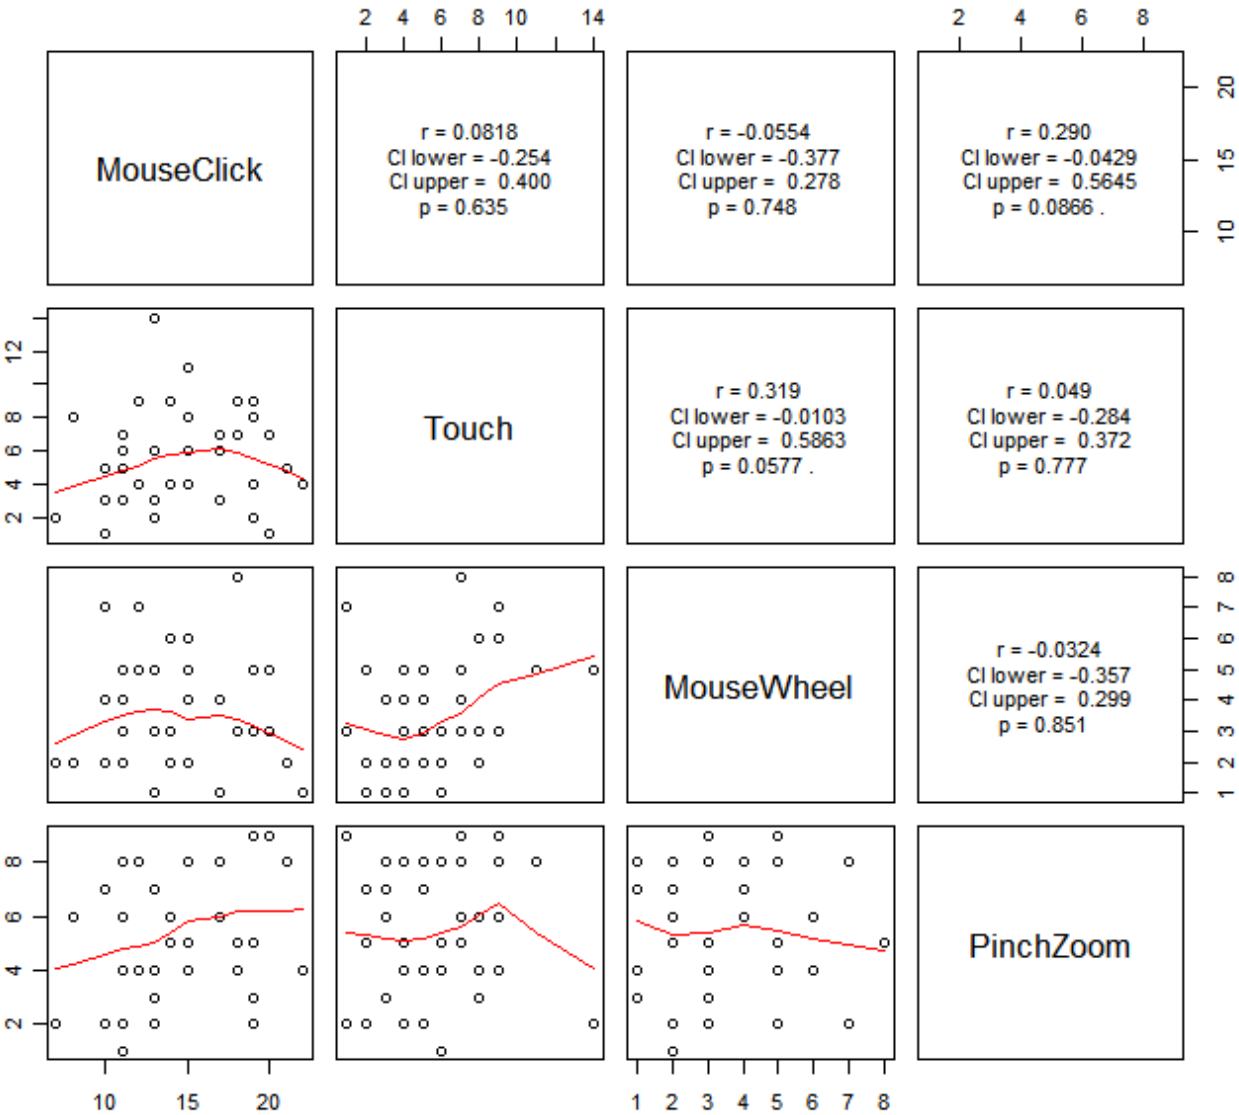 2 4 6 8 10 14 2 4 6 8
MouseClick
r = 0.0818
CI lower = -0.254
CI upper = 0.400
p = 0.635
r = -0.0554
CI lower = -0.377
CI upper = 0.278
p = 0.748
r = 0.290
CI lower = -0.0429
CI upper = 0.5645
p = 0.0866 .
20
15
10
12
8
6
4
2
Touch
r = 0.319
CI lower = -0.0103
CI upper = 0.5863
p = 0.0577 .
r = 0.049
CI lower = -0.284
CI upper = 0.372
p = 0.777
MouseWheel
r = -0.0324
CI lower = -0.357
CI upper = 0.299
p = 0.851
8
7
6
5
4
3
2
1
8
6
4
2
PinchZoom
10 15 20 1 2 3 4 5 6 7 8